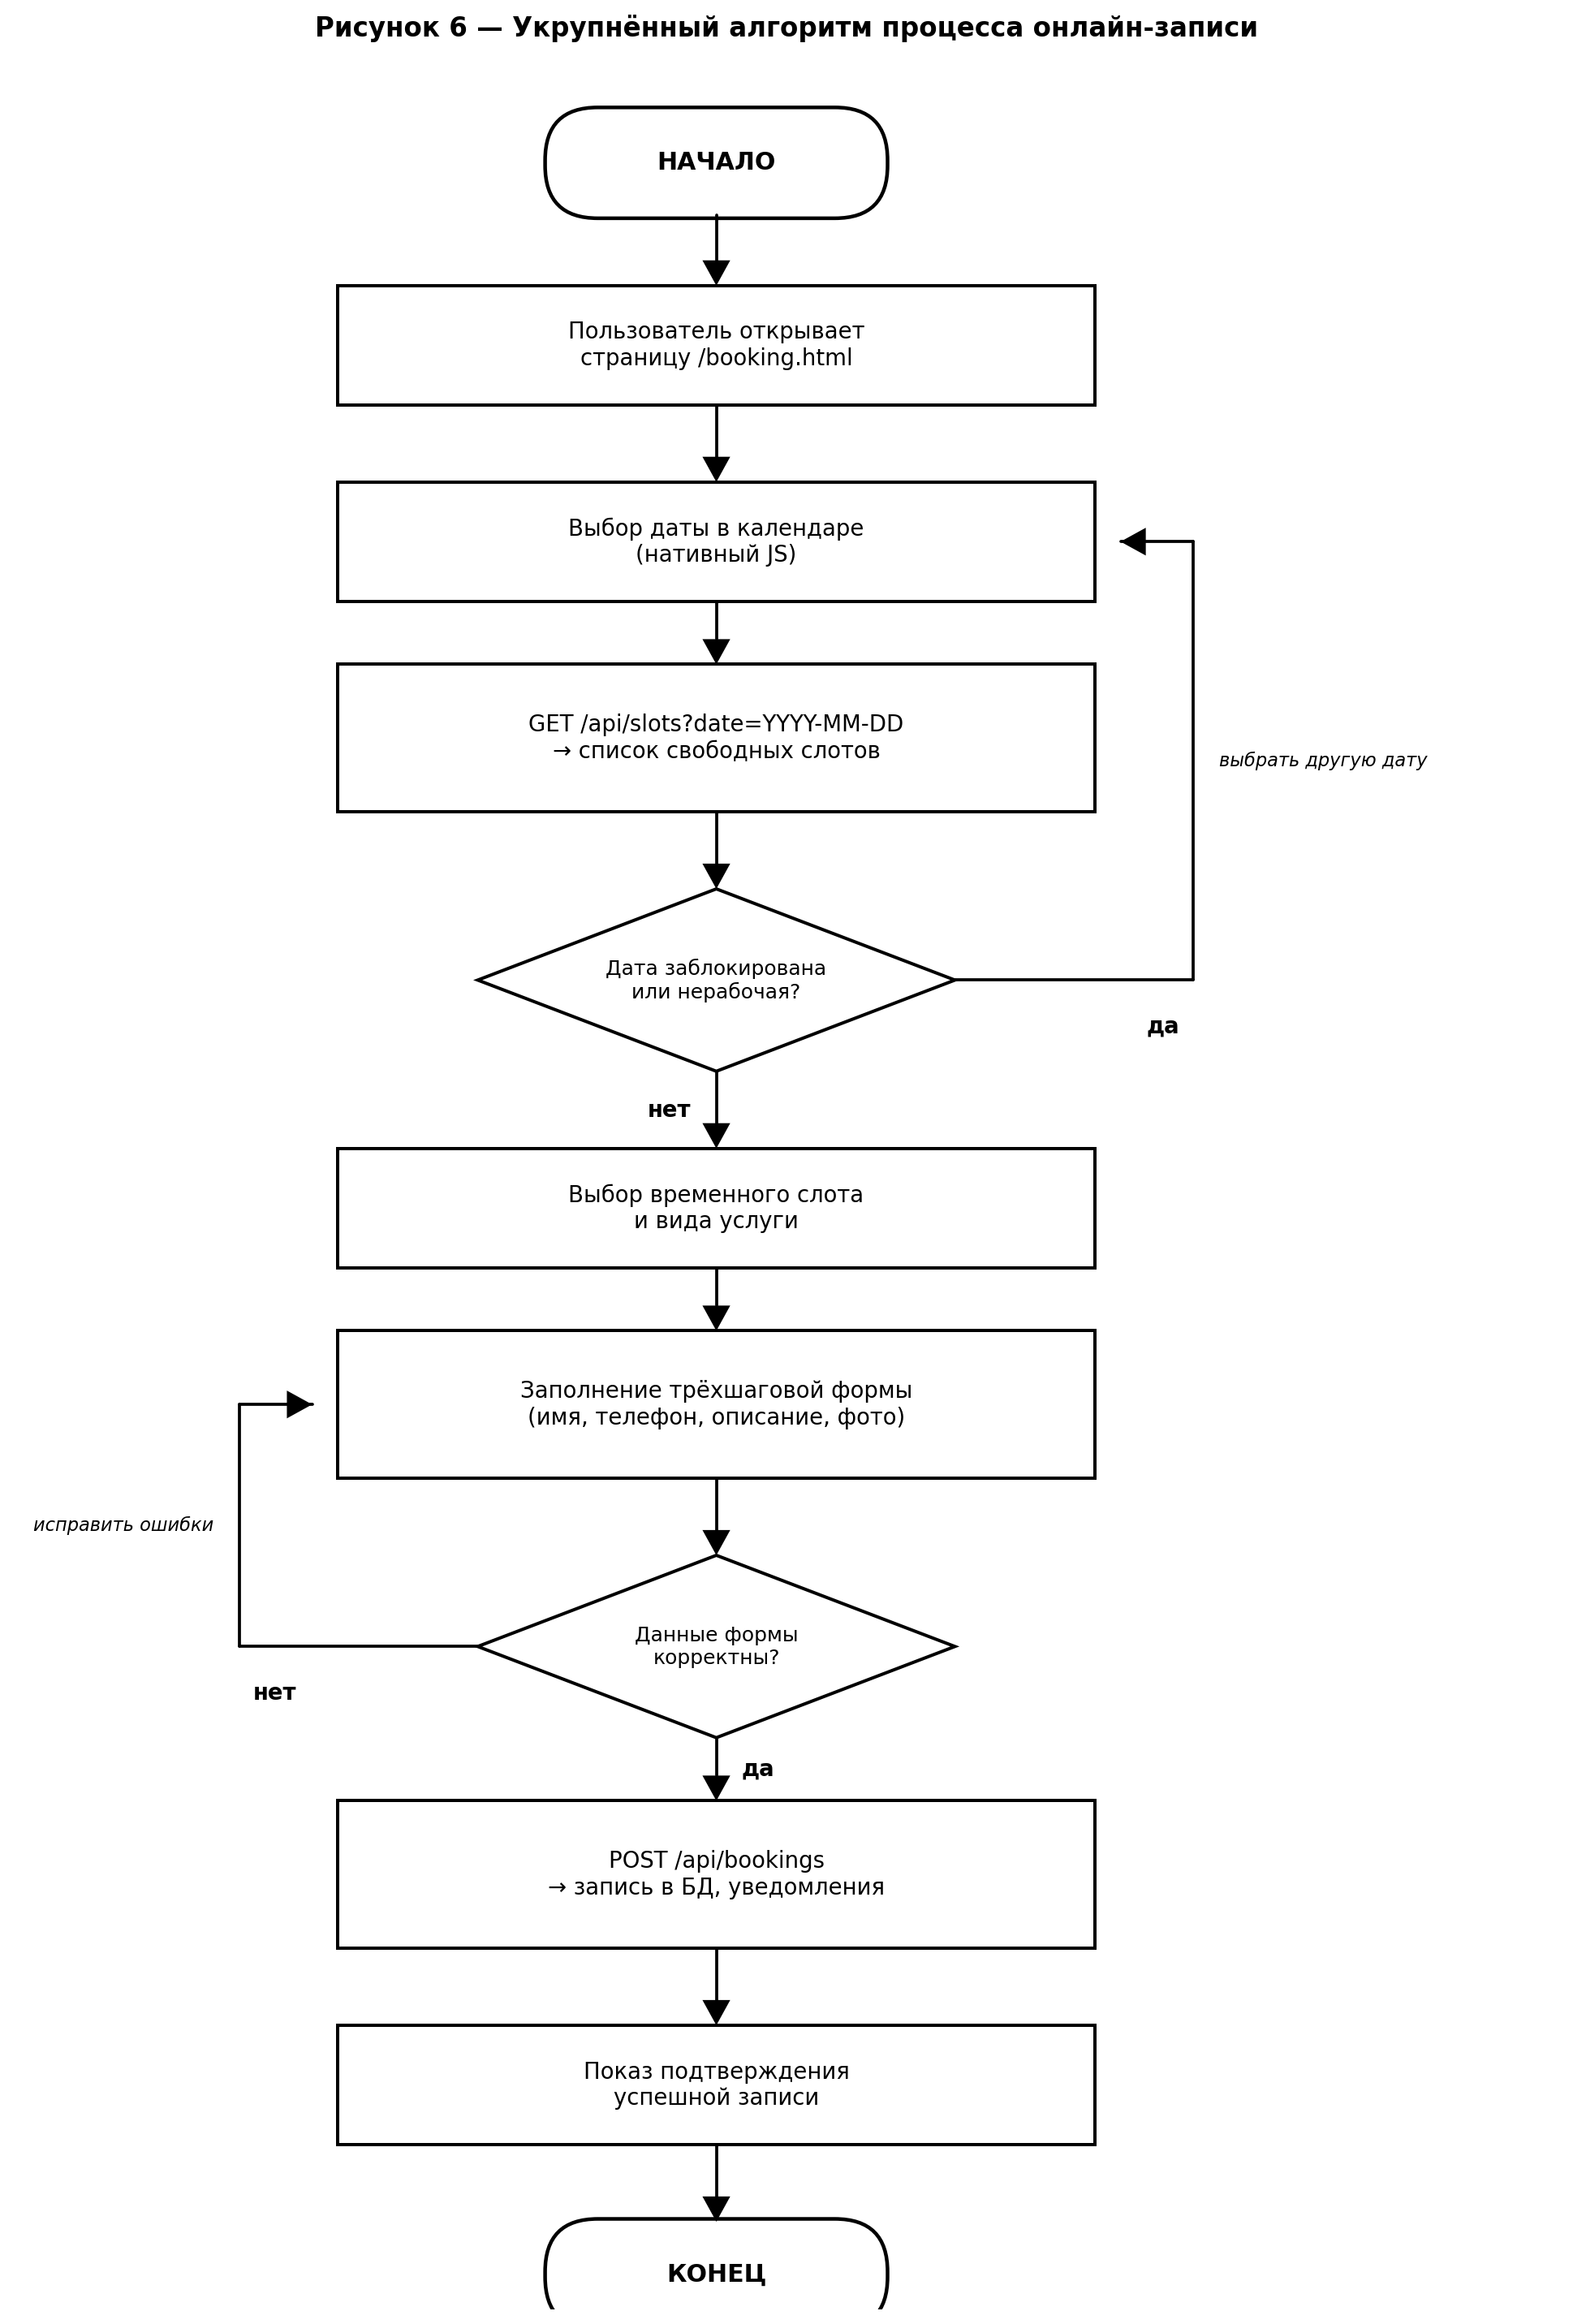 Рисунок 6 — Укрупнённый алгоритм процесса онлайн-записи
НАЧАЛО
Пользователь открывает
страницу /booking.html
Выбор даты в календаре
(нативный JS)
GET /api/slots?date=YYYY-MM-DD
→ список свободных слотов
выбрать другую дату
Дата заблокирована
или нерабочая?
да
нет
Выбор временного слота
и вида услуги
Заполнение трёхшаговой формы
(имя, телефон, описание, фото)
исправить ошибки
Данные формы
корректны?
нет
да
POST /api/bookings
→ запись в БД, уведомления
Показ подтверждения
успешной записи
КОНЕЦ